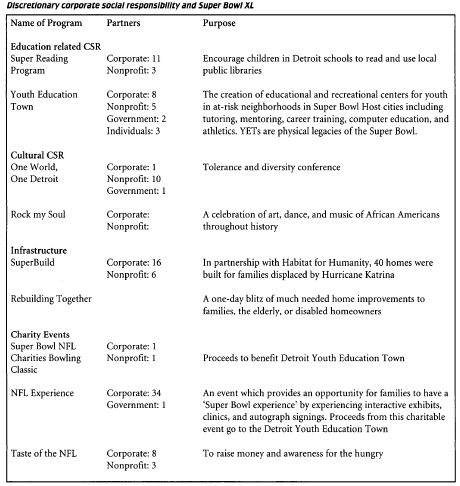 Discretionary corporate social responsibility and Super Bowl XL
Name of Program Partners Purpose
Education related CSR
Super Reading Corporate: 11 Encourage children in Detroit schools to read and use local
Program Nonprofit: 3 public libraries
Youth Education Corporate: 8 The creation of educational and recreational centers for youth
Town Nonprofit: 5 in at-risk neighborhoods in Super Bowl Host cities including
Government: 2 tutoring, mentoring, career training, computer education, and
Individuals: 3 athletics. YETs are physical legacies of the Super Bowl.
Cultural CSR
One World, Corporate: 1 Tolerance and diversity conference
One Detroit Nonprofit: 10
Government: 1
Rock my Soul Corporate: A celebration of art, dance, and music of African Americans
Nonprofit: throughout history
Infrastructure
SuperBuild Corporate: 16 In partnership with Habitat for Humanity, 40 homes were
Nonprofit: 6 built for families displaced by Hurricane Katrina
Rebuilding Together A one-day blitz of much needed home improvements to
families, the elderly, or disabled homeowners
Charity Events
Super Bowl NFL Corporate: 1
Charities Bowling Nonprofit: 1 Proceeds to benefit Detroit Youth Education Town
Classic
NFL Experience Corporate: 34 An event which provides an opportunity for families to have a
Government: 1 'Super Bowl experience' by experiencing interactive exhibits,
clinics, and autograph signings. Proceeds from this charitable
event go to the Detroit Youth Education Town
Taste of the NFL Corporate: 8 To raise money and awareness for the hungry
Nonprofit: 3